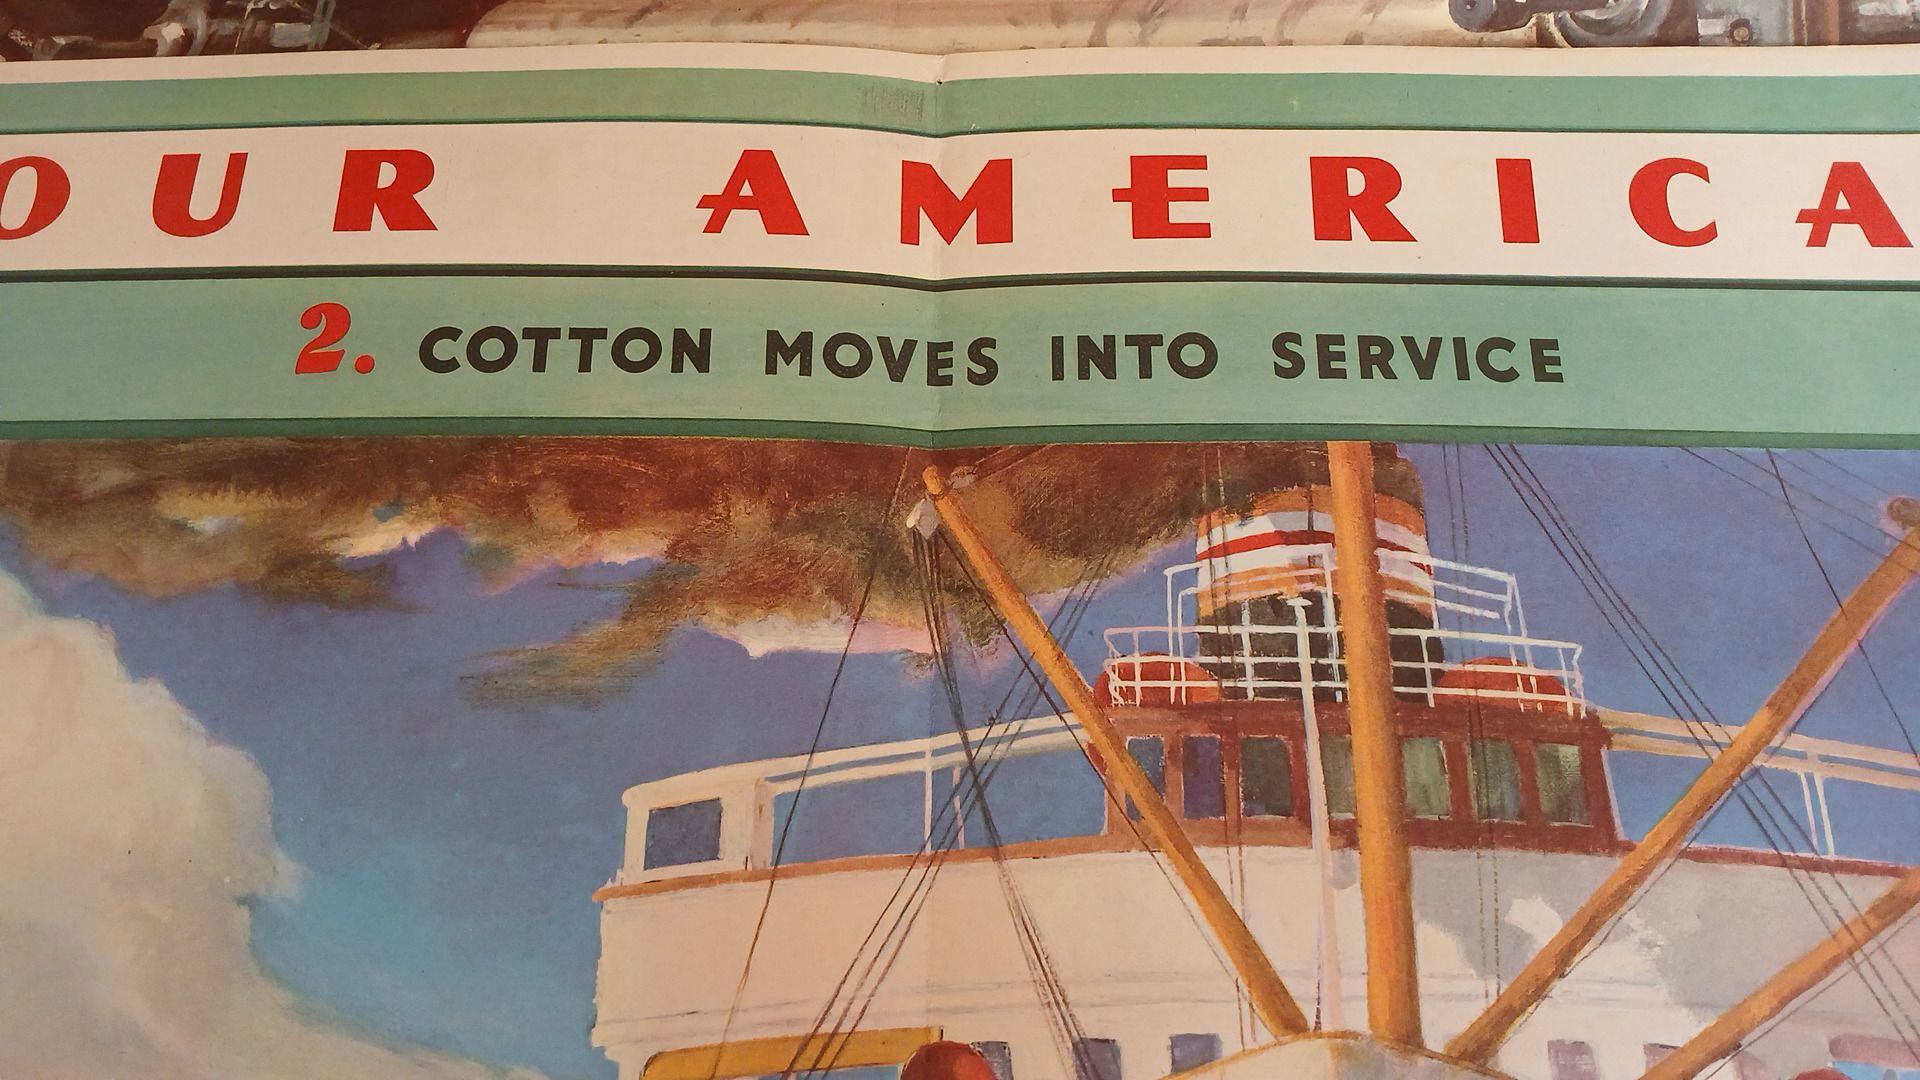 OUR AMERICA
2. COTTON MOVES INTO SERVICE